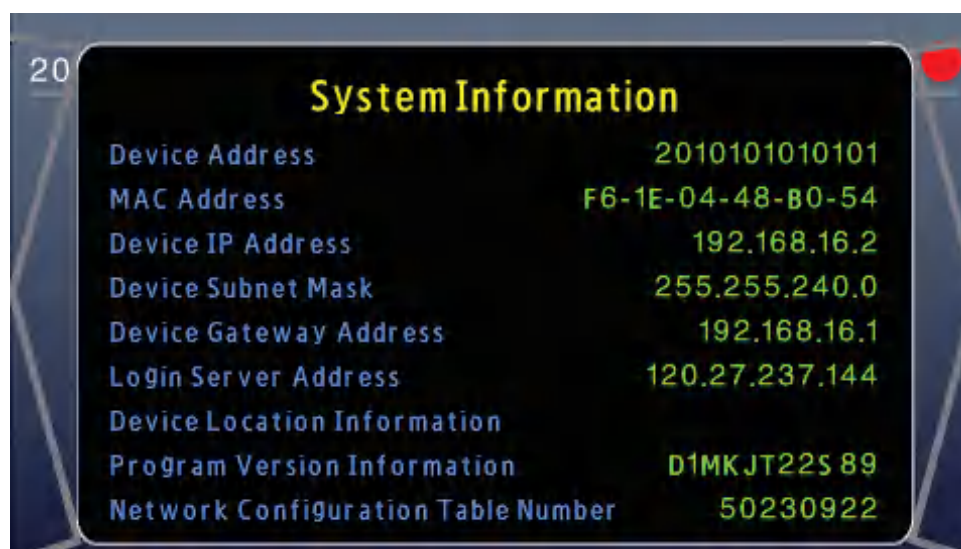 20
System Information
Device Address 2010101010101
MAC Address F6-1E-04-48-B0-54
Device IP Address 192.168.16.2
Device Subnet Mask 255.255.240.0
Device Gateway Address 192.168.16.1
Login Server Address 120.27.237.144
Device Location Information
Program Version Information D1MKJT22S 89
Network Configuration Table Number 50230922